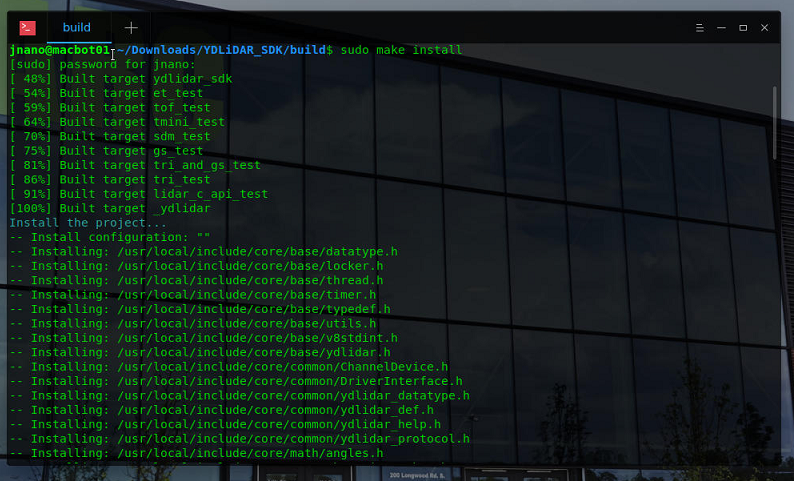 build
jnano@macbot01:~/Downloads/YDLiDAR_SDK/build$ sudo make install
[sudo] password for jnano:
[ 48%] Built target ydlidar_sdk
[ 54%] Built target et_test
[ 59%] Built target tof_test
[ 64%] Built target tmini_test
[ 70%] Built target sdm_test
[ 75%] Built target gs_test
[ 81%] Built target tri_and_gs_test
[ 86%] Built target tri_test
[ 91%] Built target lidar_c_api_test
[100%] Built target _ydlidar
Install the project...
-- Install configuration: ""
-- Installing: /usr/local/include/core/base/datatype.h
-- Installing: /usr/local/include/core/base/locker.h
-- Installing: /usr/local/include/core/base/thread.h
-- Installing: /usr/local/include/core/base/timer.h
-- Installing: /usr/local/include/core/base/typedef.h
-- Installing: /usr/local/include/core/base/utils.h
-- Installing: /usr/local/include/core/base/v8stdint.h
-- Installing: /usr/local/include/core/base/ydlidar.h
-- Installing: /usr/local/include/core/common/ChannelDevice.h
-- Installing: /usr/local/include/core/common/DriverInterface.h
-- Installing: /usr/local/include/core/common/ydlidar_datatype.h
-- Installing: /usr/local/include/core/common/ydlidar_def.h
-- Installing: /usr/local/include/core/common/ydlidar_help.h
-- Installing: /usr/local/include/core/common/ydlidar_protocol.h
-- Installing: /usr/local/include/core/math/angles.h
200 Longwood Rd. S.